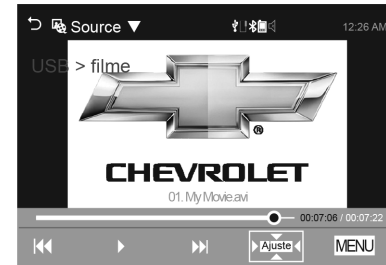 Source ▼ 12:26 AM
USB > filme
®
CHEVROLET
01. My Movie.avi
00:07:06 / 00:07:22
Ajuste MENU